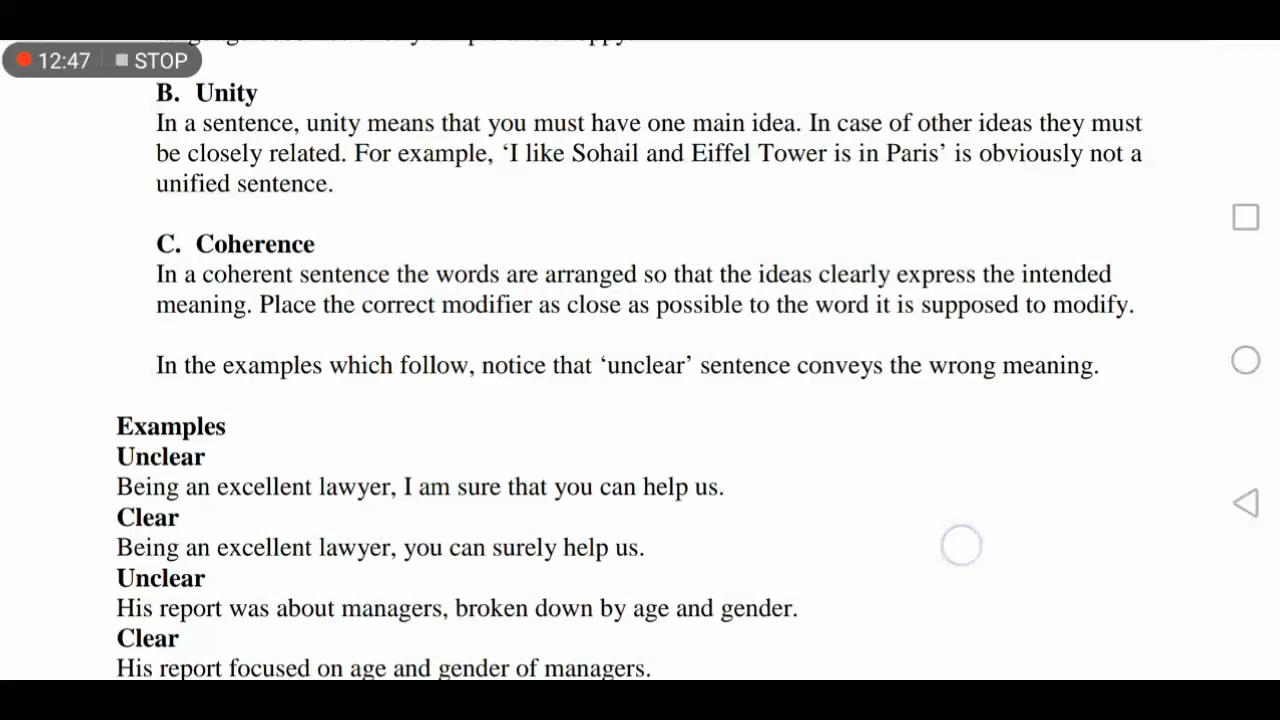 12:47 STOP
B. Unity
In a sentence, unity means that you must have one main idea. In case of other ideas they must
be closely related. For example, ‘I like Sohail and Eiffel Tower is in Paris’ is obviously not a
unified sentence.
C. Coherence
In a coherent sentence the words are arranged so that the ideas clearly express the intended
meaning. Place the correct modifier as close as possible to the word it is supposed to modify.
In the examples which follow, notice that ‘unclear’ sentence conveys the wrong meaning.
Examples
Unclear
Being an excellent lawyer, I am sure that you can help us.
Clear
Being an excellent lawyer, you can surely help us.
Unclear
His report was about managers, broken down by age and gender.
Clear
His report focused on age and gender of managers.